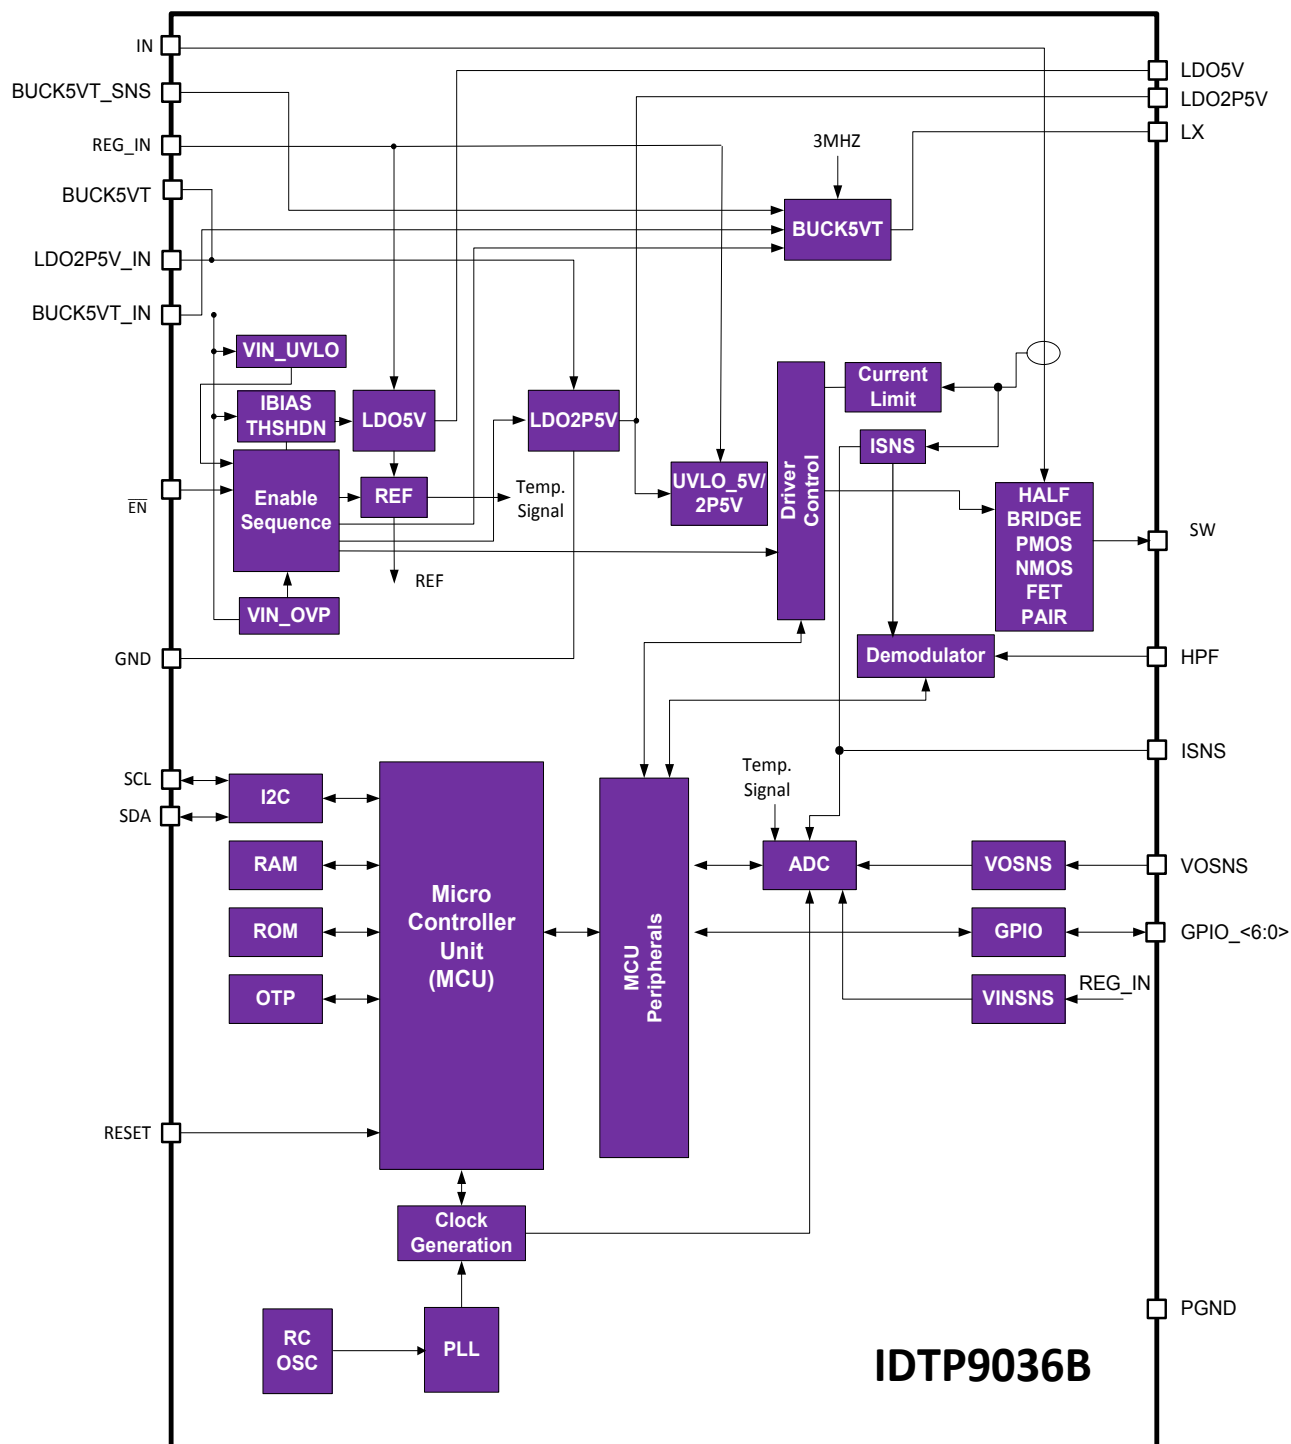 IN
LDO5V
BUCK5VT_SNS
LDO2P5V
LX
REG_IN
3MHZ
BUCK5VT
BUCK5VT
LDO2P5V_IN
BUCK5VT_IN
VIN_UVLO
Current
Limit
IBIAS
THSHDN
LDO5V
LDO2P5V
ISNS
Driver
Control
UVLO_5V/
2P5V
EN
Enable
Sequence
REF
Temp.
Signal
HALF
BRIDGE
PMOS
NMOS
FET
PAIR
SW
REF
VIN_OVP
GND
Demodulator
HPF
ISNS
SCL
SDA
I2C
Temp.
Signal
RAM
ADC
VOSNS
VOSNS
Micro
Controller
Unit
(MCU)
MCU
Peripherals
ROM
GPIO
GPIO_<6:0>
OTP
VINSNS
REG_IN
RESET
Clock
Generation
PGND
RC
OSC
PLL
IDTP9036B